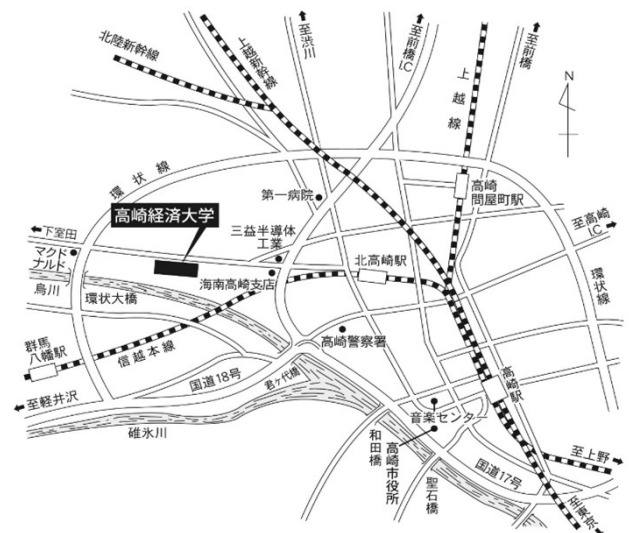 北陸新幹線
上越新幹線
至渋川
至前橋I.C
至前橋
上越線
N
環状線
第一病院
高崎問屋町駅
高崎経済大学
至高崎I.C
下室田
三益半導体
工業
マクド
ナルド
北高崎駅
環状線
烏川
環状大橋
海南高崎支店
群馬
八幡駅
信越本線
高崎警察署
国道18号
君ヶ代橋
高崎駅
至軽井沢
碓氷川
音楽センター
和田橋
高崎市役所
聖石橋
国道17号
至上野
至東京